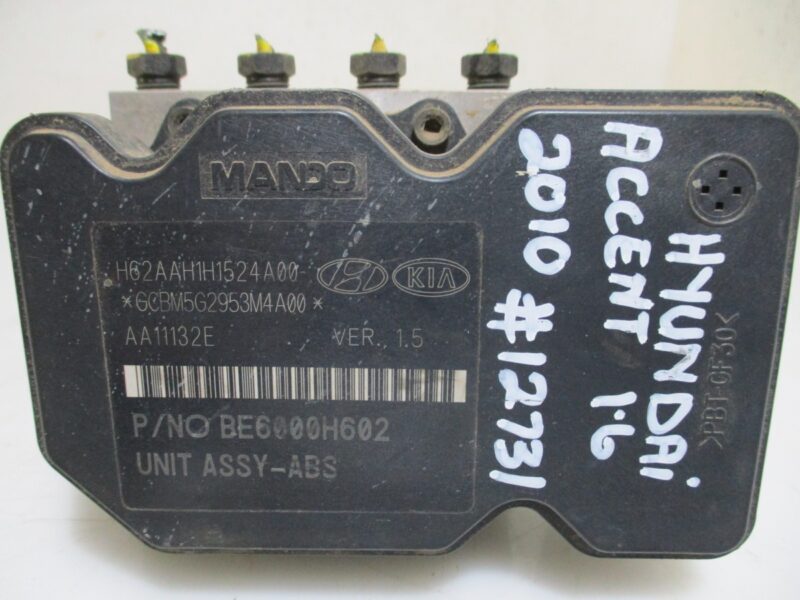 MANDO
H62AAH1H1524A00
KIA
*GCBM5G2953M4A00*
AA11132E VER. 1.5
P/NO BE6000H602
UNIT ASSY-ABS
HYUNDAI
ACCENT 1.6
2010 #12731
>PBT-GF30<